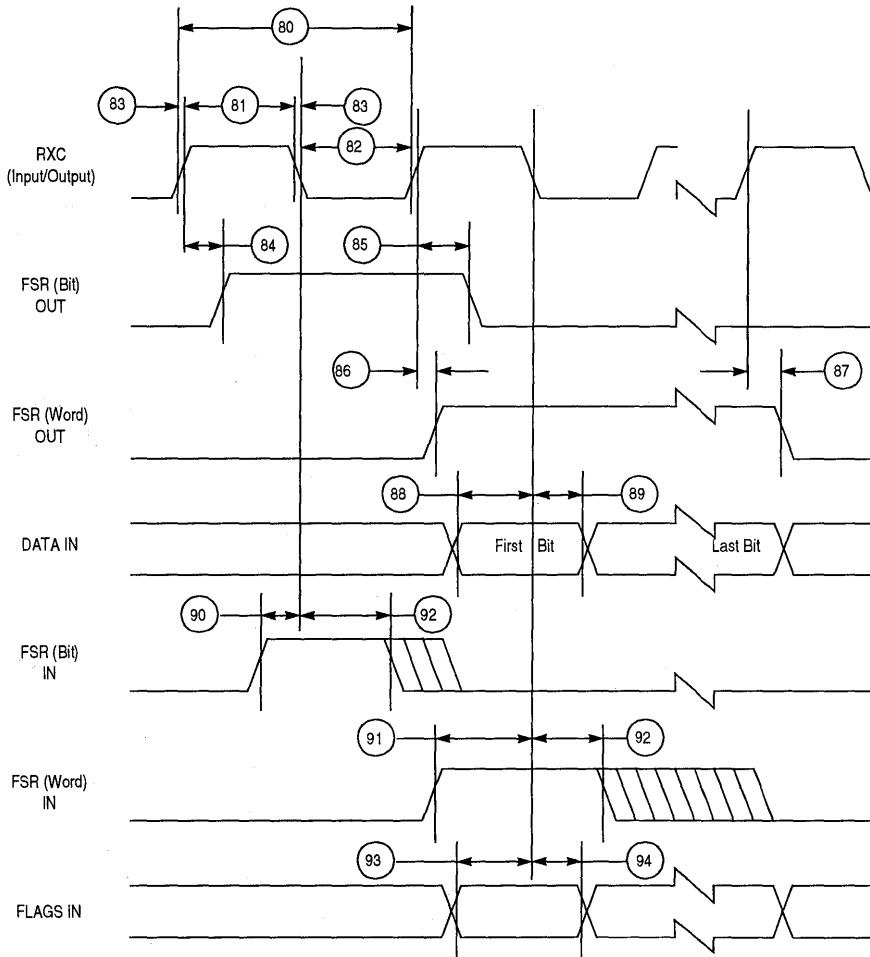 80
83
81
83
82
RXC
(Input/Output)
84
85
FSR (Bit)
OUT
86
87
FSR (Word)
OUT
88
89
DATA IN
First Bit
Last Bit
90
92
FSR (Bit)
IN
91
92
FSR (Word)
IN
93
94
FLAGS IN